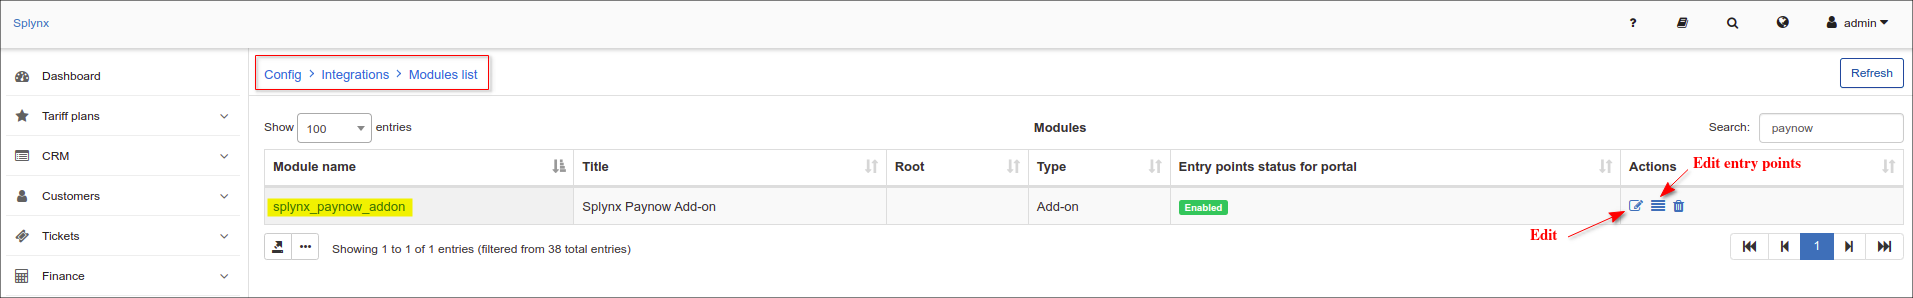 Splynx
? admin
Dashboard
Tariff plans
CRM
Customers
Tickets
Finance
Config > Integrations > Modules list
Refresh
Show 100 entries
Modules
Search: paynow
Module name Title Root Type Entry points status for portal Actions
Edit entry points
splynx_paynow_addon Splynx Paynow Add-on Add-on Enabled
Edit
Showing 1 to 1 of 1 entries (filtered from 38 total entries)
1